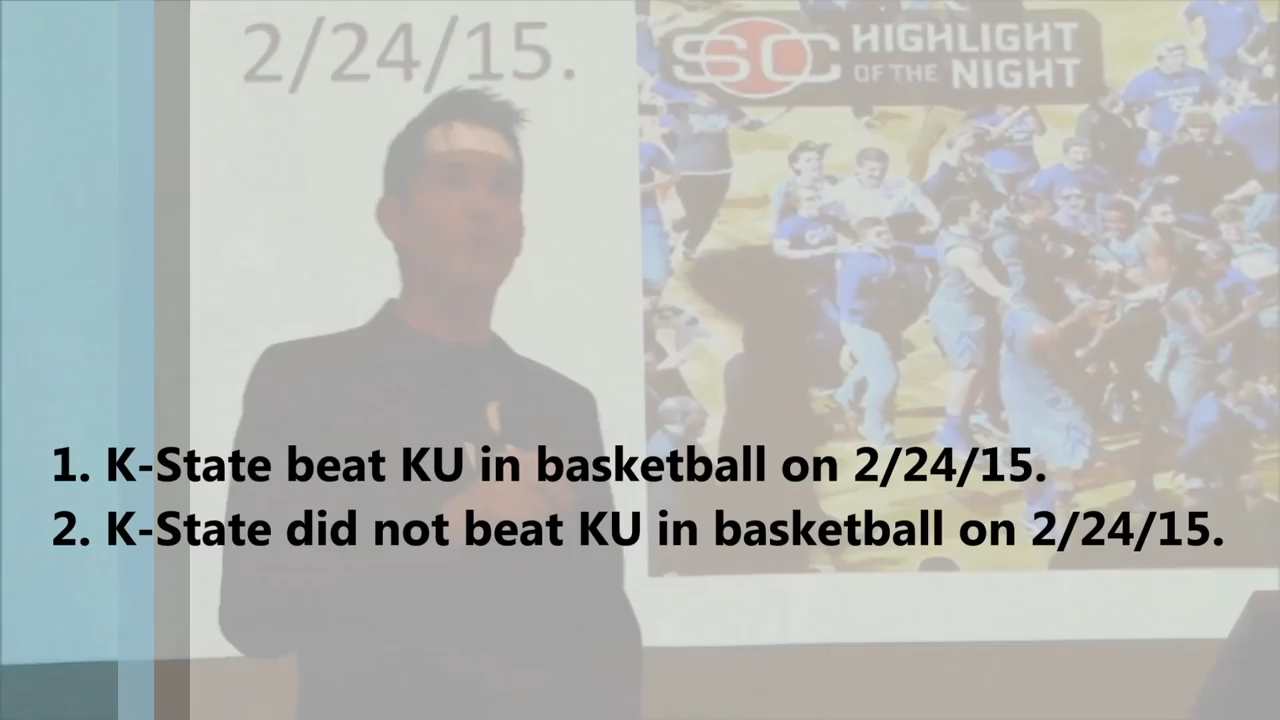 2/24/15.
SC HIGHLIGHT
OF THE NIGHT
1. K-State beat KU in basketball on 2/24/15.
2. K-State did not beat KU in basketball on 2/24/15.